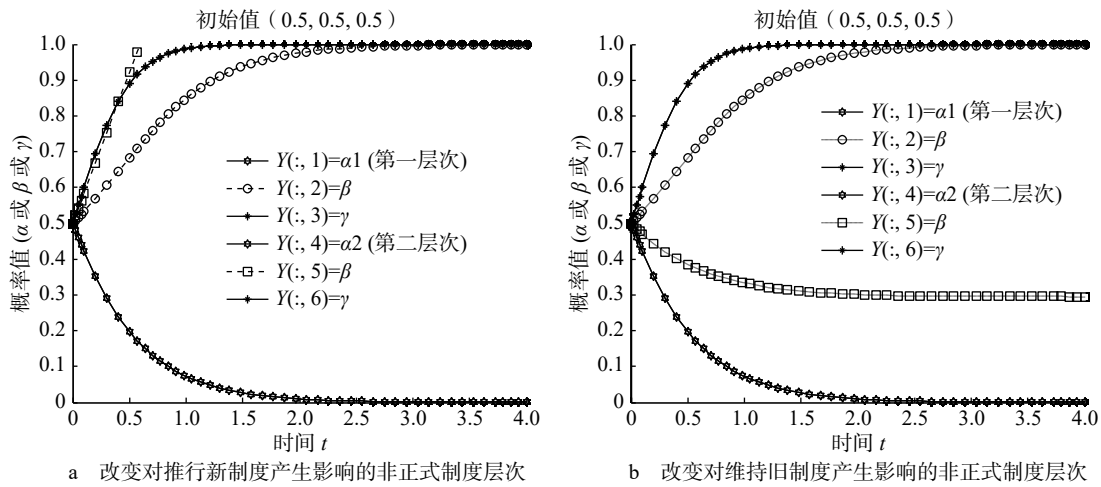 初始值（0.5, 0.5, 0.5）
1.0
0.9
0.8
0.7
0.6
0.5
0.4
0.3
0.2
0.1
0
概率值 (α 或 β 或 γ)
Y(:, 1)=α1 (第一层次)
Y(:, 2)=β
Y(:, 3)=γ
Y(:, 4)=α2 (第二层次)
Y(:, 5)=β
Y(:, 6)=γ
0.5 1.0 1.5 2.0 2.5 3.0 3.5 4.0
时间 t
a 改变对推行新制度产生影响的非正式制度层次
初始值（0.5, 0.5, 0.5）
1.0
0.9
0.8
0.7
0.6
0.5
0.4
0.3
0.2
0.1
0
概率值 (α 或 β 或 γ)
Y(:, 1)=α1 (第一层次)
Y(:, 2)=β
Y(:, 3)=γ
Y(:, 4)=α2 (第二层次)
Y(:, 5)=β
Y(:, 6)=γ
0.0 0.5 1.0 1.5 2.0 2.5 3.0 3.5 4.0
时间 t
b 改变对维持旧制度产生影响的非正式制度层次